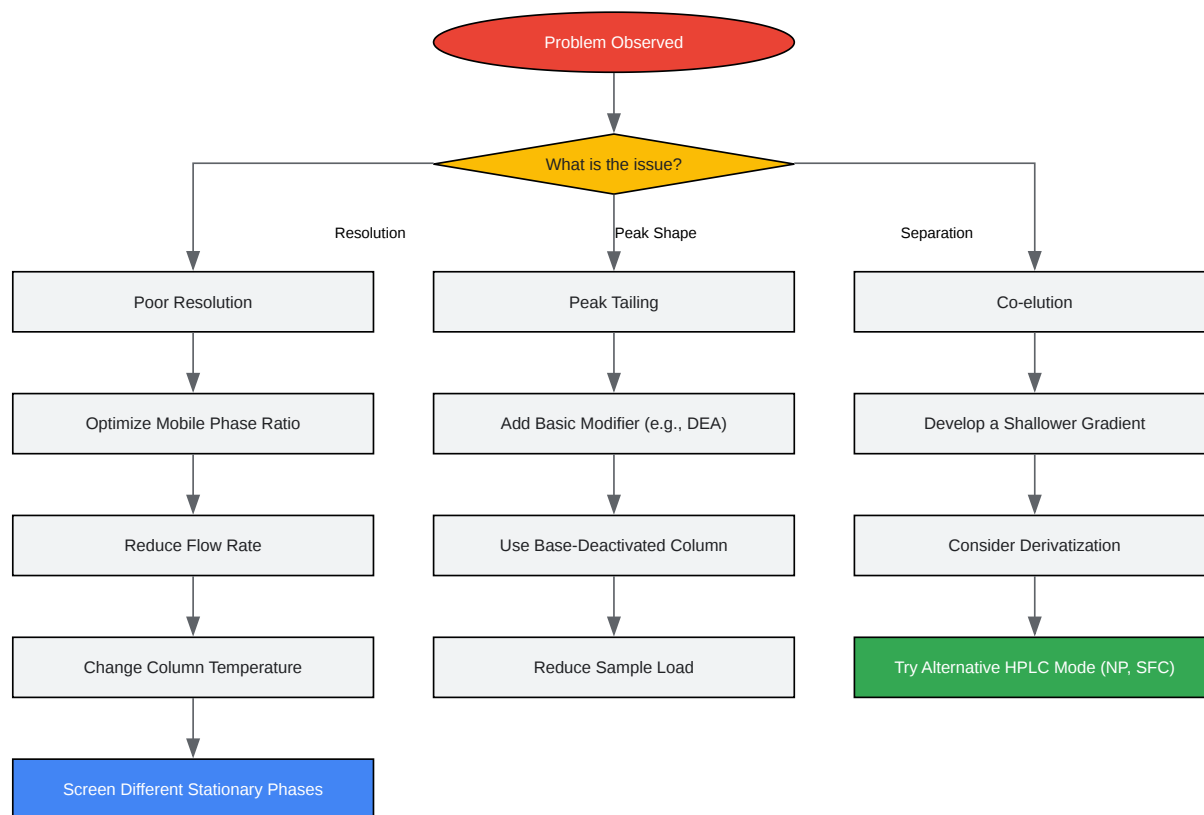 Problem Observed
What is the issue?
Resolution
Peak Shape
Separation
Poor Resolution
Peak Tailing
Co-elution
Optimize Mobile Phase Ratio
Add Basic Modifier (e.g., DEA)
Develop a Shallower Gradient
Reduce Flow Rate
Use Base-Deactivated Column
Consider Derivatization
Change Column Temperature
Reduce Sample Load
Try Alternative HPLC Mode (NP, SFC)
Screen Different Stationary Phases